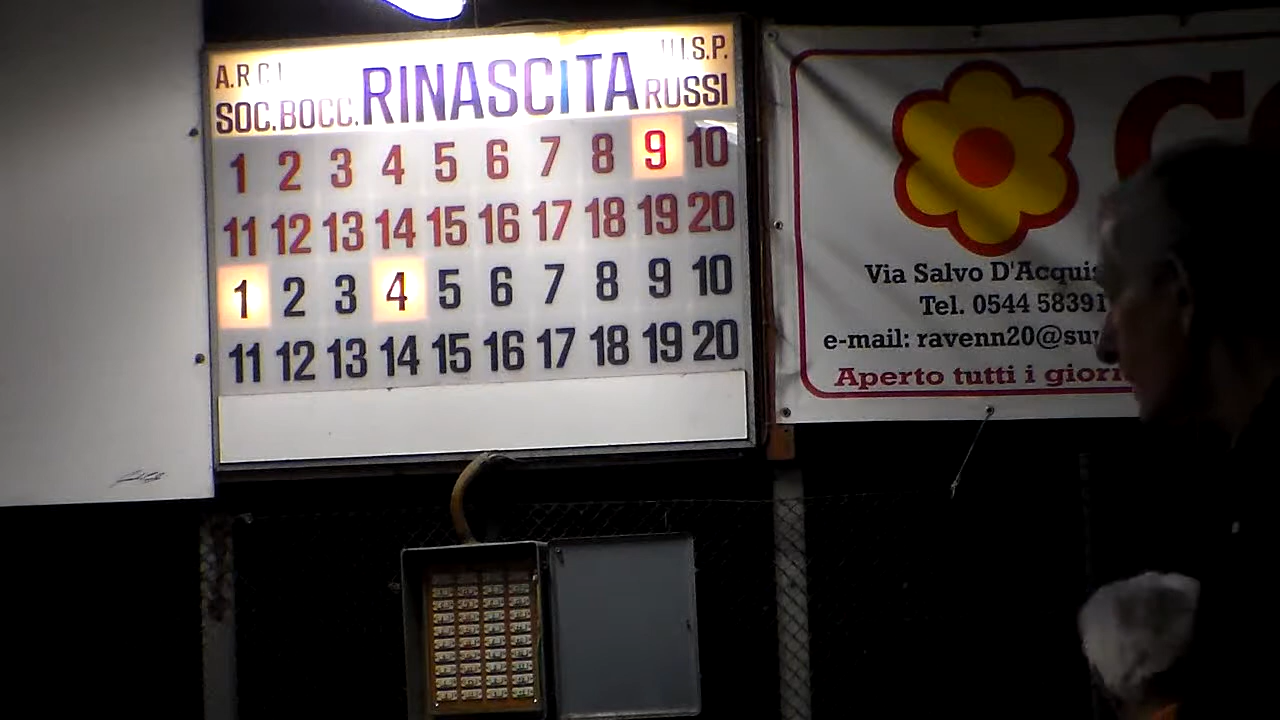 A.R.C.I. U.I.S.P.
SOC.BOCC. RINASCITA RUSSI
1 2 3 4 5 6 7 8 9 10
11 12 13 14 15 16 17 18 19 20
1 2 3 4 5 6 7 8 9 10
11 12 13 14 15 16 17 18 19 20
Via Salvo D'Acquis
Tel. 0544 58391
e-mail: ravenn20@su
Aperto tutti i giorni